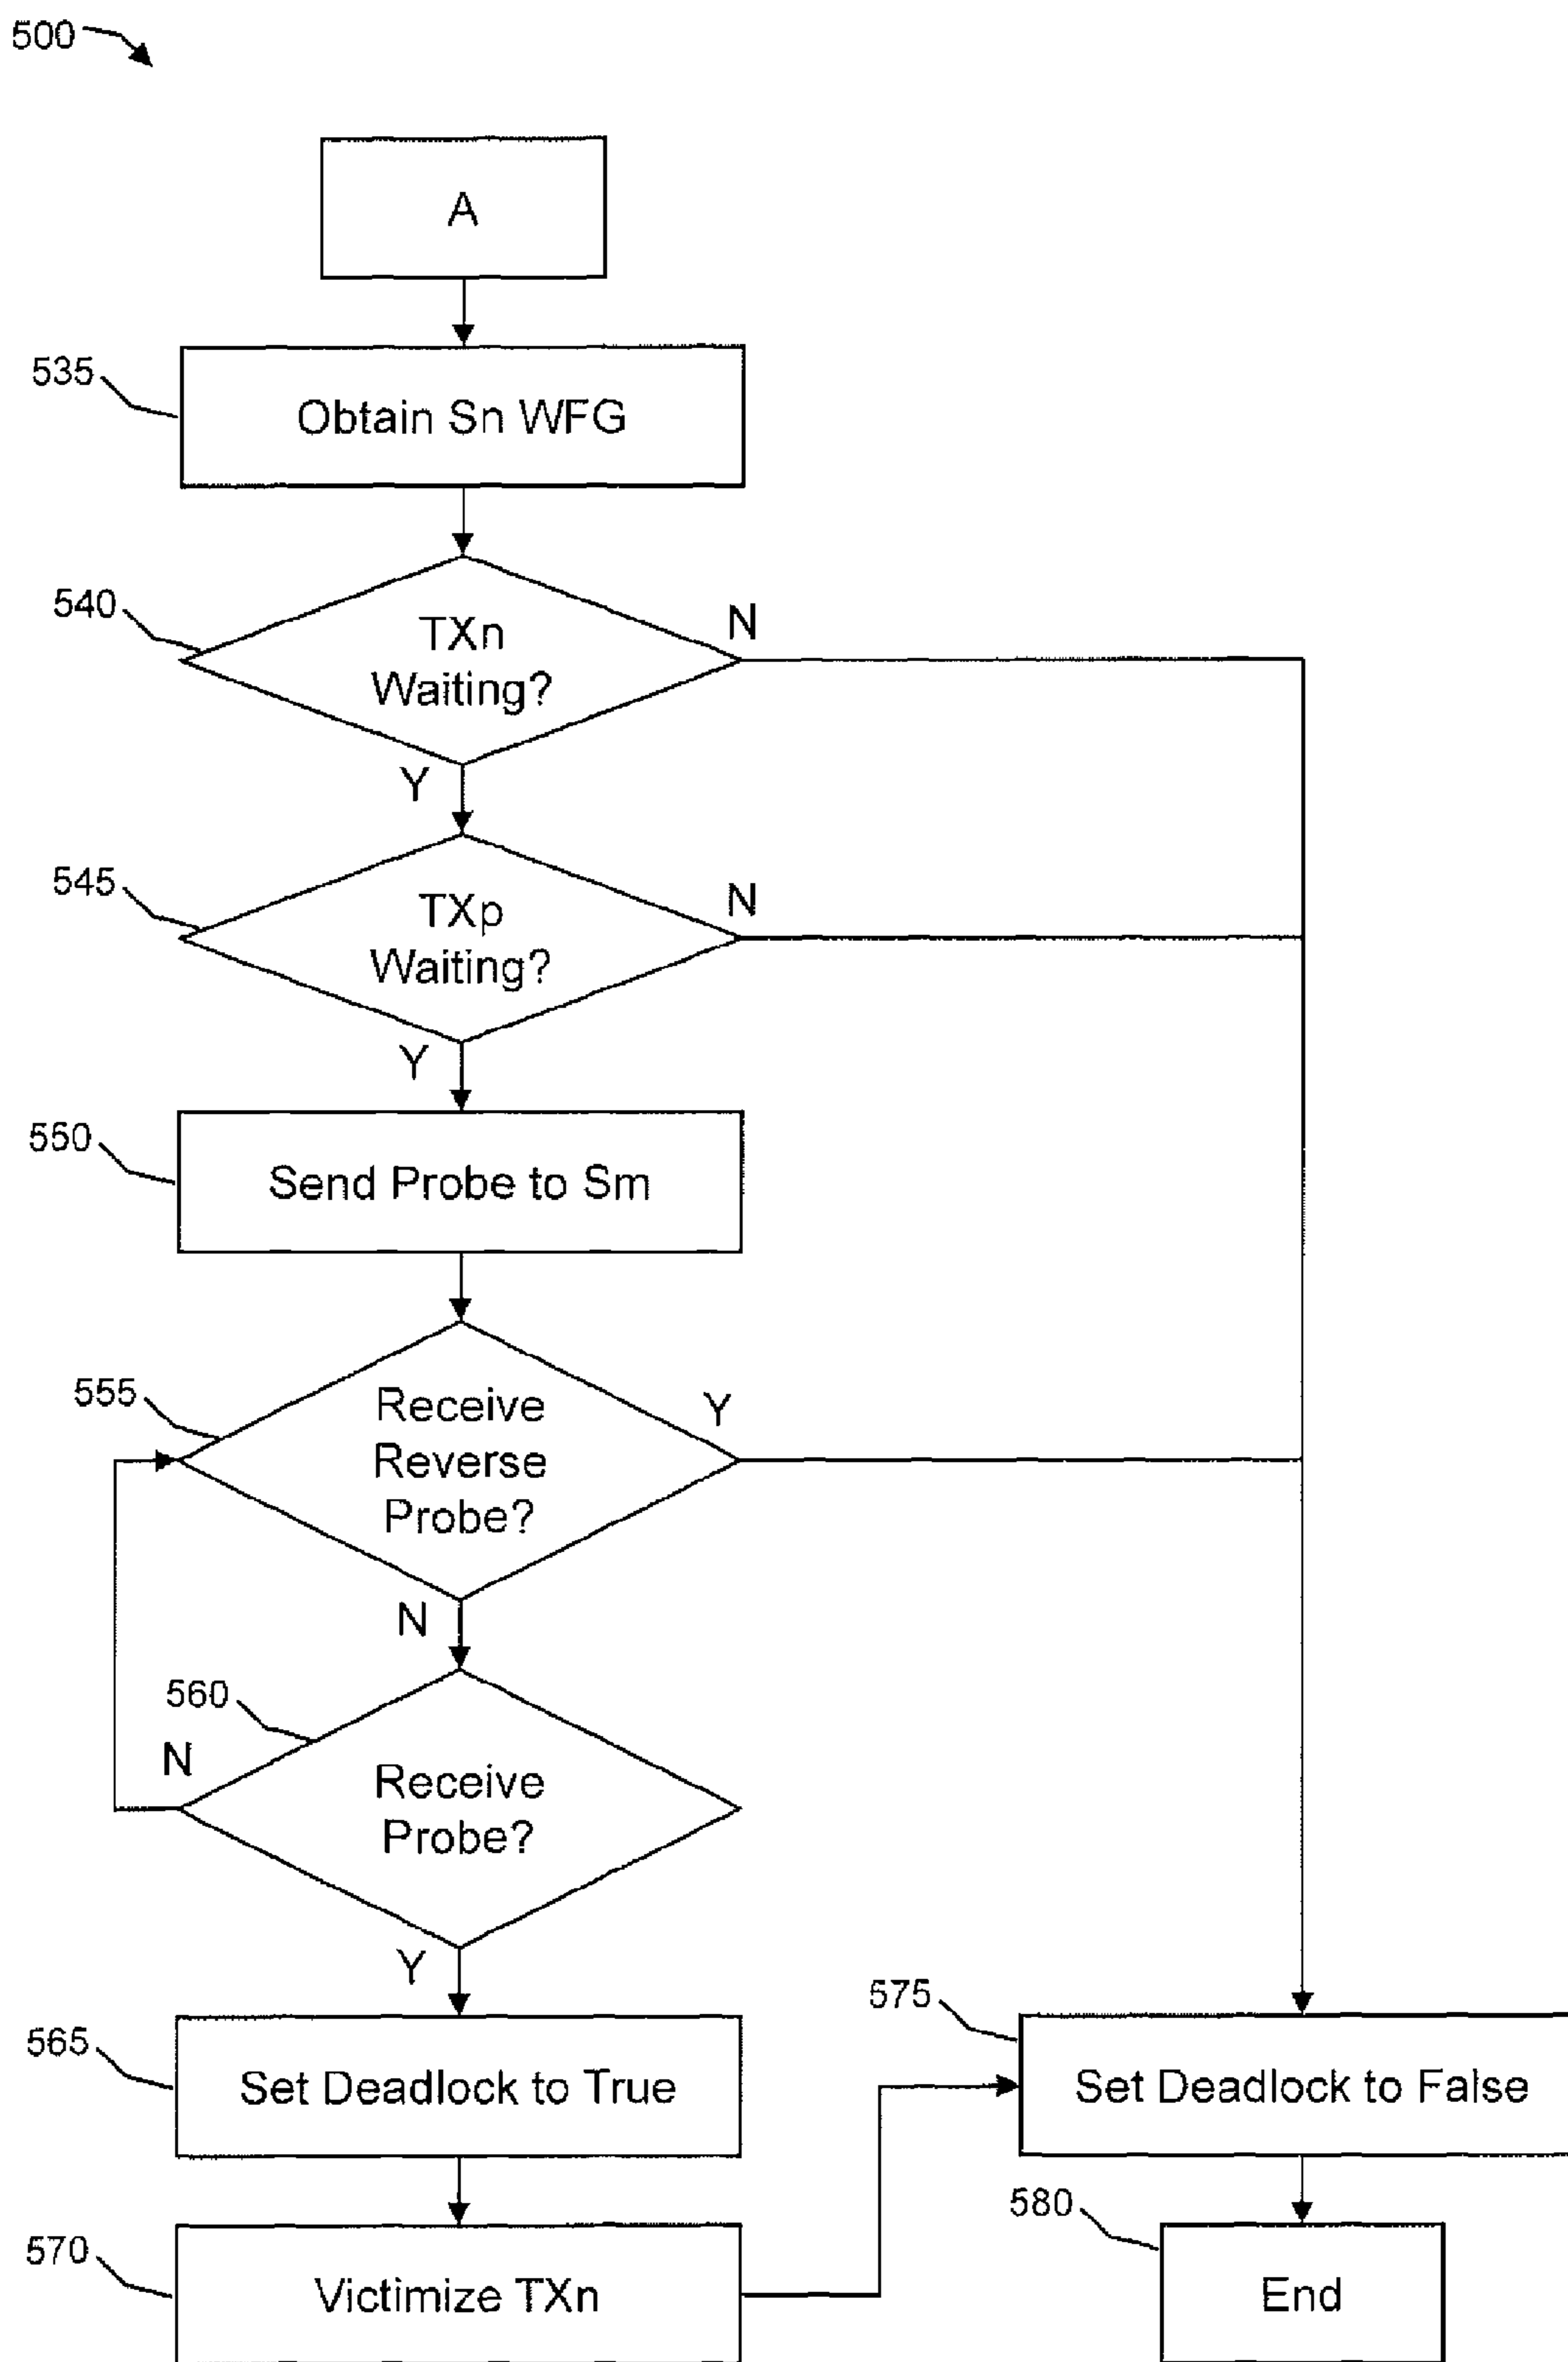 500
A
535
Obtain Sn WFG
540
TXn
Waiting?
N
Y
545
TXp
Waiting?
N
Y
550
Send Probe to Sm
555
Receive
Reverse
Probe?
Y
N
560
N
Receive
Probe?
Y
565
Set Deadlock to True
575
Set Deadlock to False
570
Victimize TXn
580
End